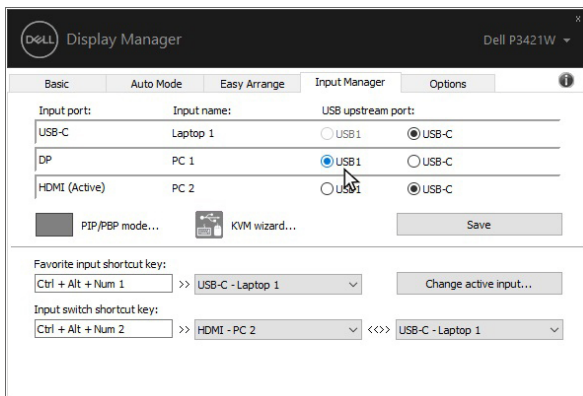 DELL Display Manager Dell P3421W
x
Basic Auto Mode Easy Arrange Input Manager Options
Input port: Input name: USB upstream port:
USB-C Laptop 1 USB1 USB-C
DP PC 1 USB1 USB-C
HDMI (Active) PC 2 USB1 USB-C
PIP/PBP mode... KVM wizard... Save
Favorite input shortcut key:
Ctrl + Alt + Num 1 >> USB-C - Laptop 1 Change active input...
Input switch shortcut key:
Ctrl + Alt + Num 2 >> HDMI - PC 2 <<>> USB-C - Laptop 1